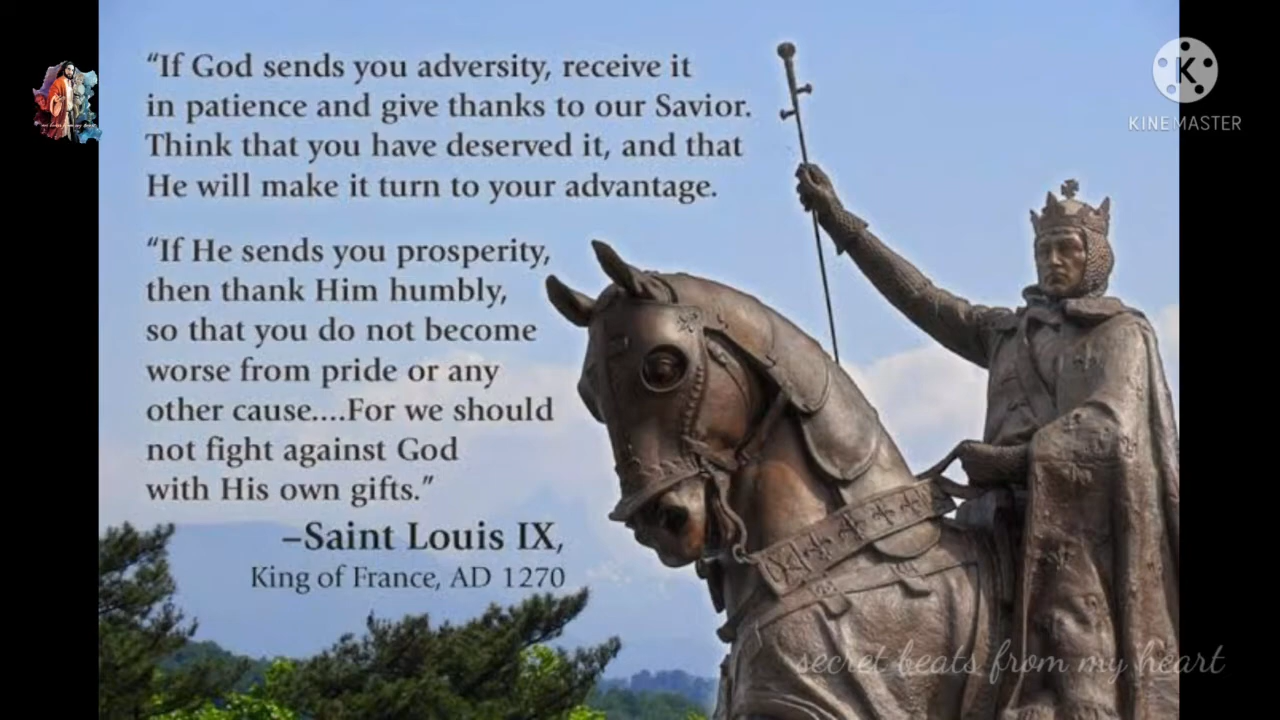 “If God sends you adversity, receive it
in patience and give thanks to our Savior.
Think that you have deserved it, and that
He will make it turn to your advantage.
“If He sends you prosperity,
then thank Him humbly,
so that you do not become
worse from pride or any
other cause....For we should
not fight against God
with His own gifts.”
–Saint Louis IX,
King of France, AD 1270
K
KINEMASTER
secret beats from my heart